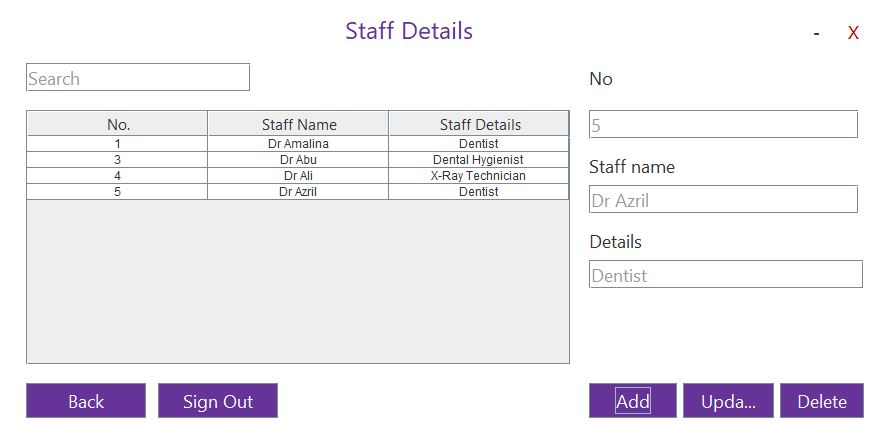 Staff Details
- X
Search
No. Staff Name Staff Details
1 Dr Amalina Dentist
3 Dr Abu Dental Hygienist
4 Dr Ali X-Ray Technician
5 Dr Azril Dentist
No
5
Staff name
Dr Azril
Details
Dentist
Back Sign Out Add Upda... Delete